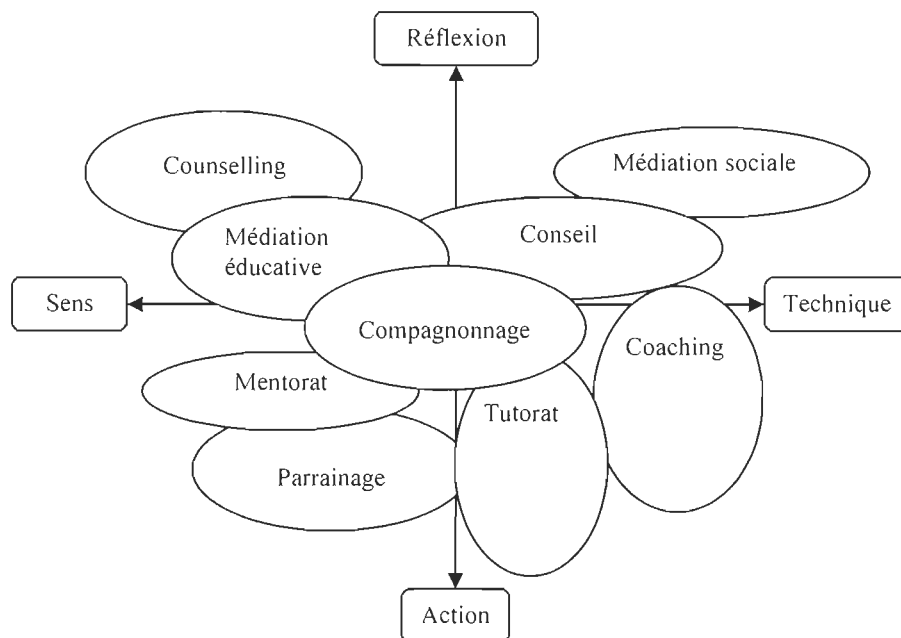 Réflexion
Counselling
Médiation sociale
Médiation
éducative
Conseil
Sens
Technique
Compagnonnage
Coaching
Mentorat
Tutorat
Parrainage
Action